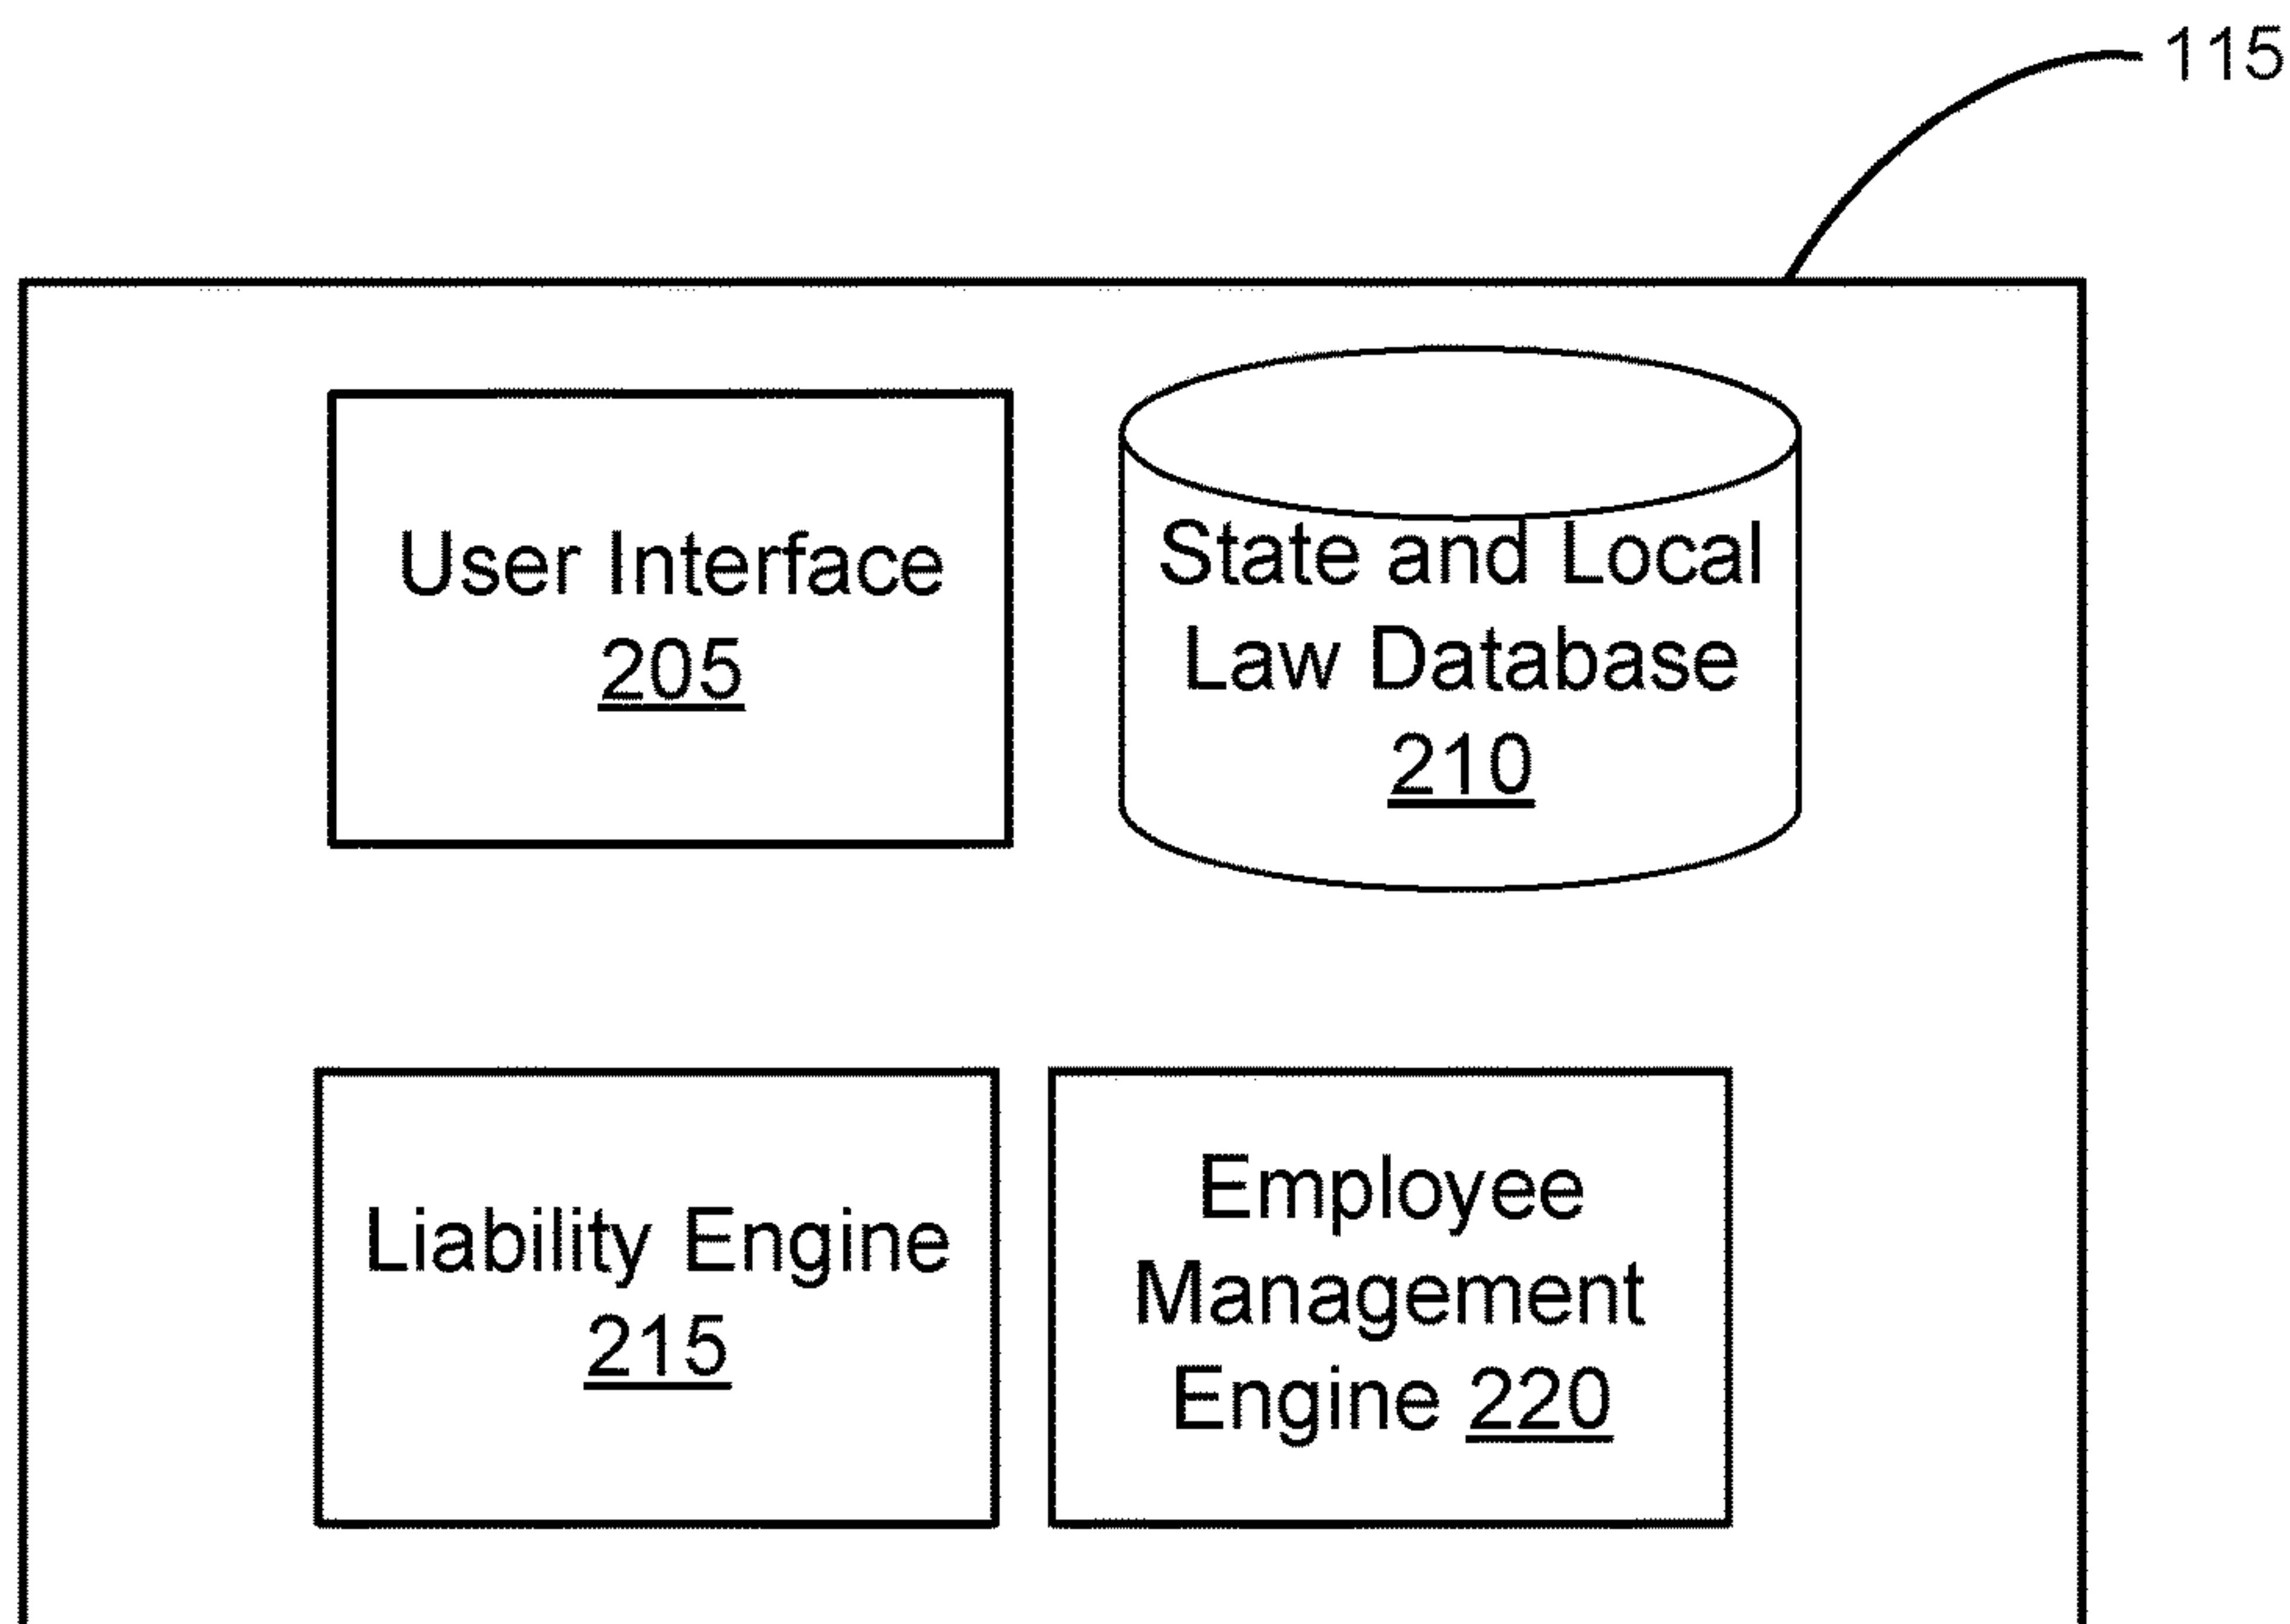 115
User Interface
205
State and Local
Law Database
210
Liability Engine
215
Employee
Management
Engine 220